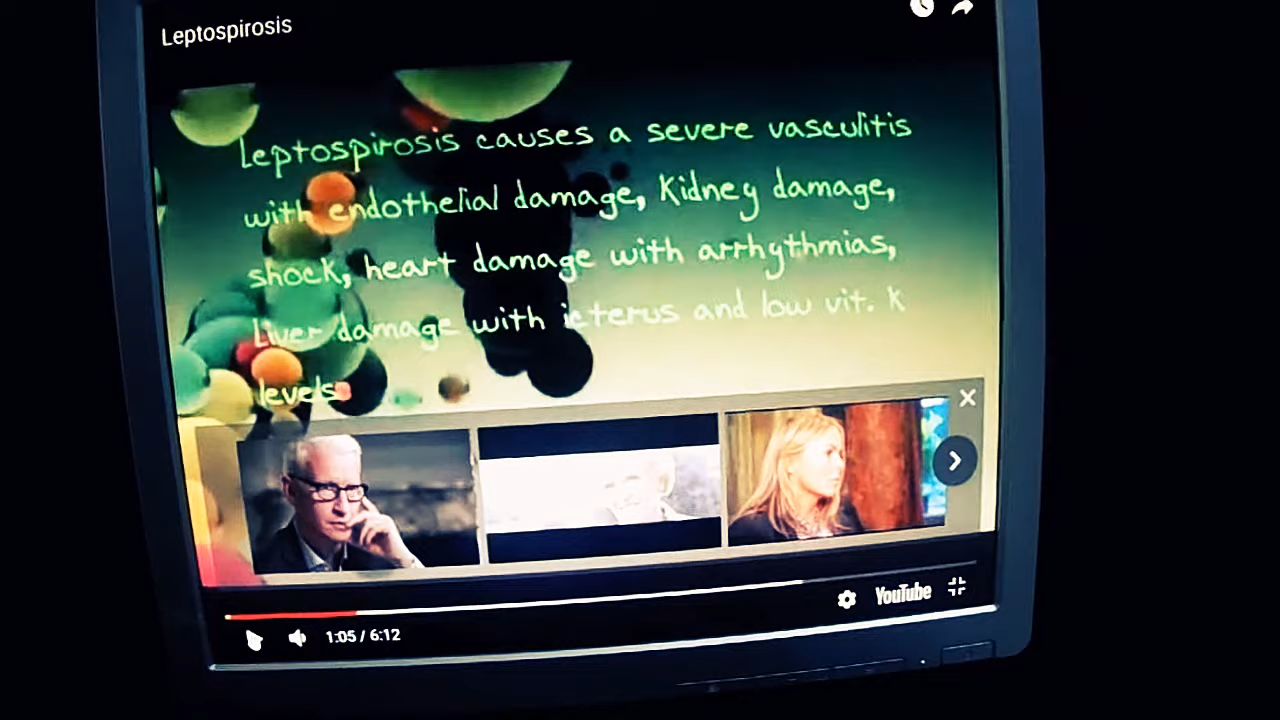 Leptospirosis
Leptospirosis causes a severe vasculitis
with endothelial damage, Kidney damage,
shock, heart damage with arrhythmias,
Liver damage with icterus and low vit. K
levels
YouTube
1:05 / 6:12